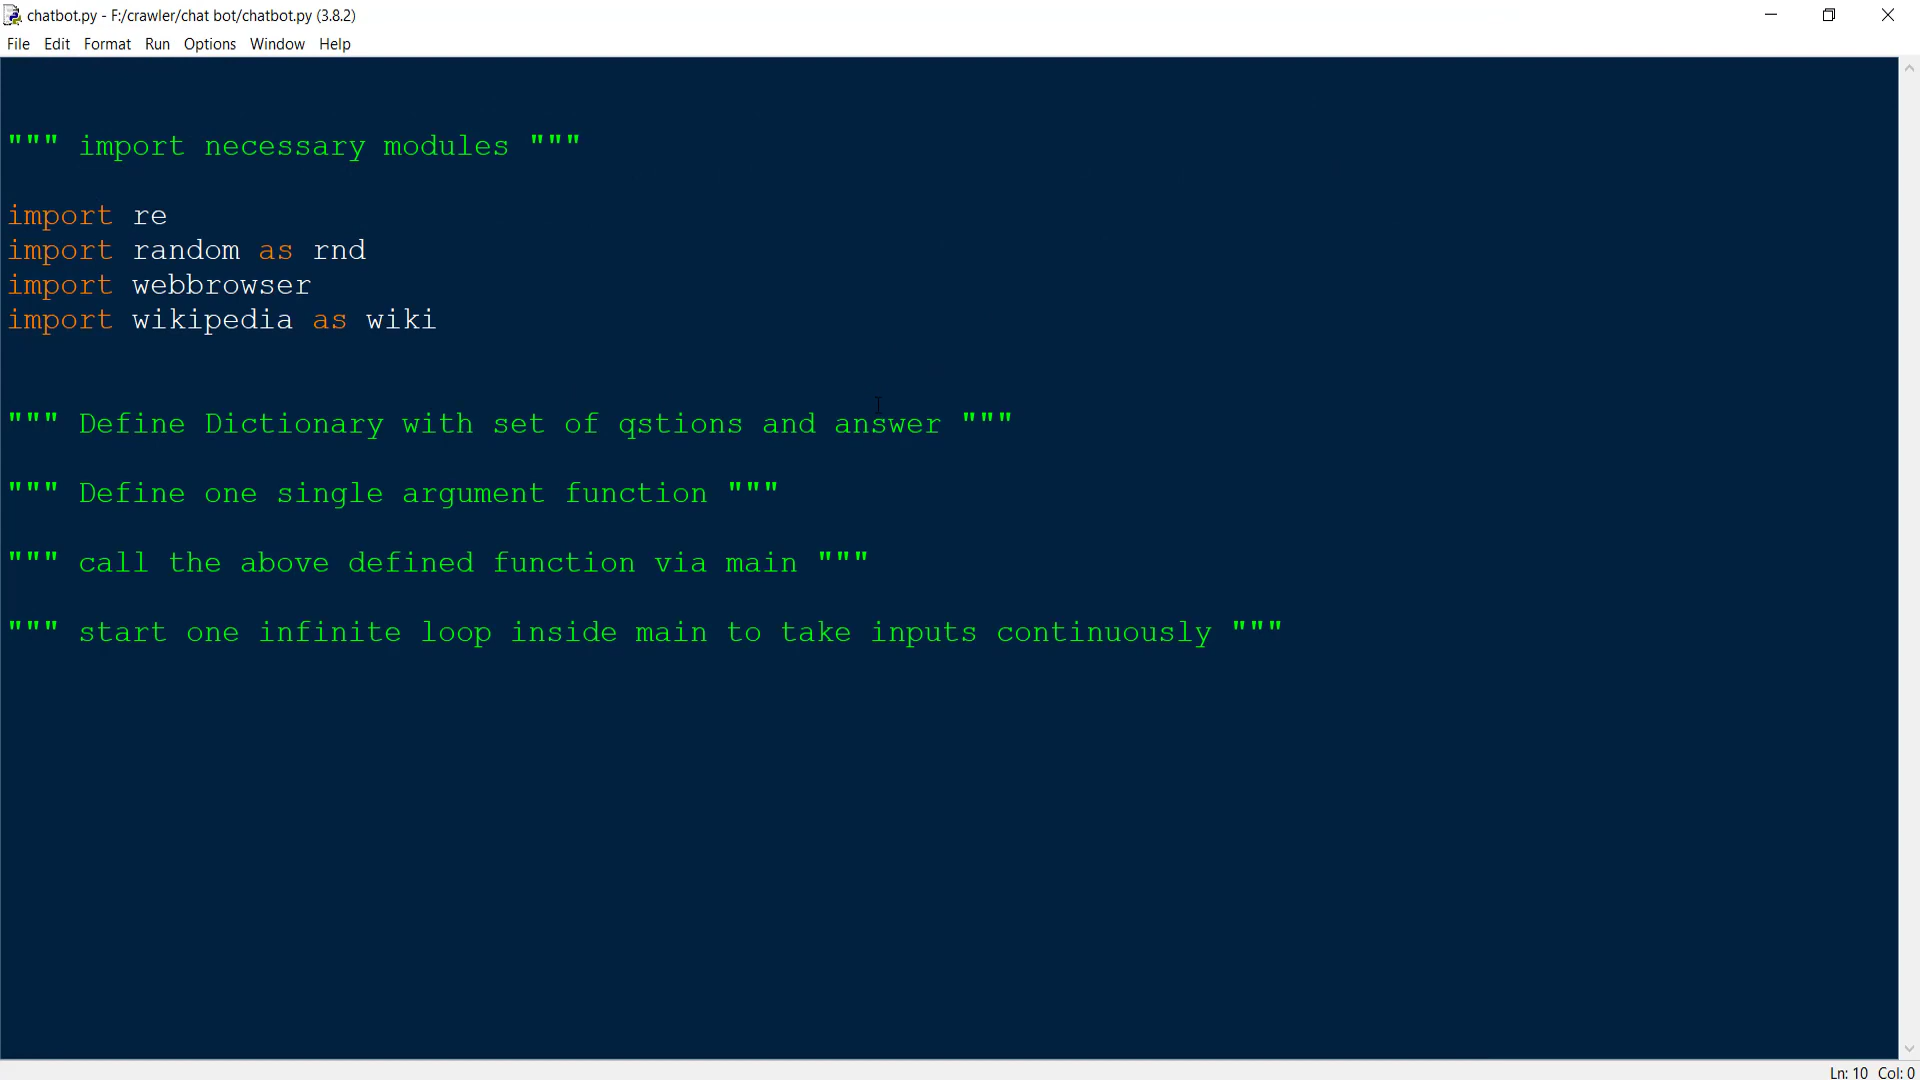 chatbot.py - F:/crawler/chat bot/chatbot.py (3.8.2)
File Edit Format Run Options Window Help
""" import necessary modules """
import re
import random as rnd
import webbrowser
import wikipedia as wiki
""" Define Dictionary with set of qstions and answer """
""" Define one single argument function """
""" call the above defined function via main """
""" start one infinite loop inside main to take inputs continuously """
Ln: 10 Col: 0